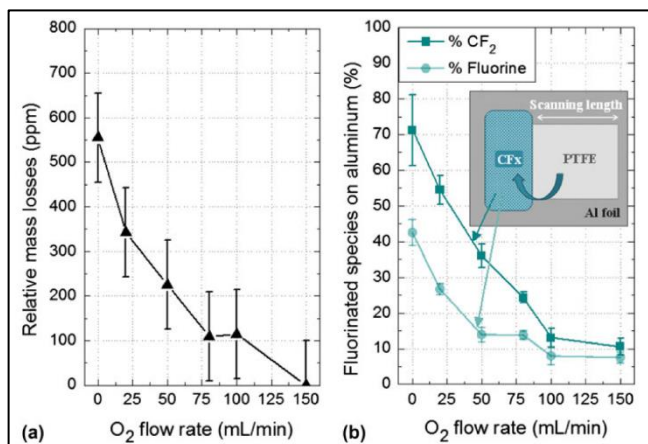 800
700
600
500
400
300
200
100
0
Relative mass losses (ppm)
0 25 50 75 100 125 150
O₂ flow rate (mL/min)
(a)
100
90
80
70
60
50
40
30
20
10
0
Fluorinated species on aluminum (%)
% CF₂
% Fluorine
Scanning length
CFx
PTFE
Al foil
0 25 50 75 100 125 150
O₂ flow rate (mL/min)
(b)